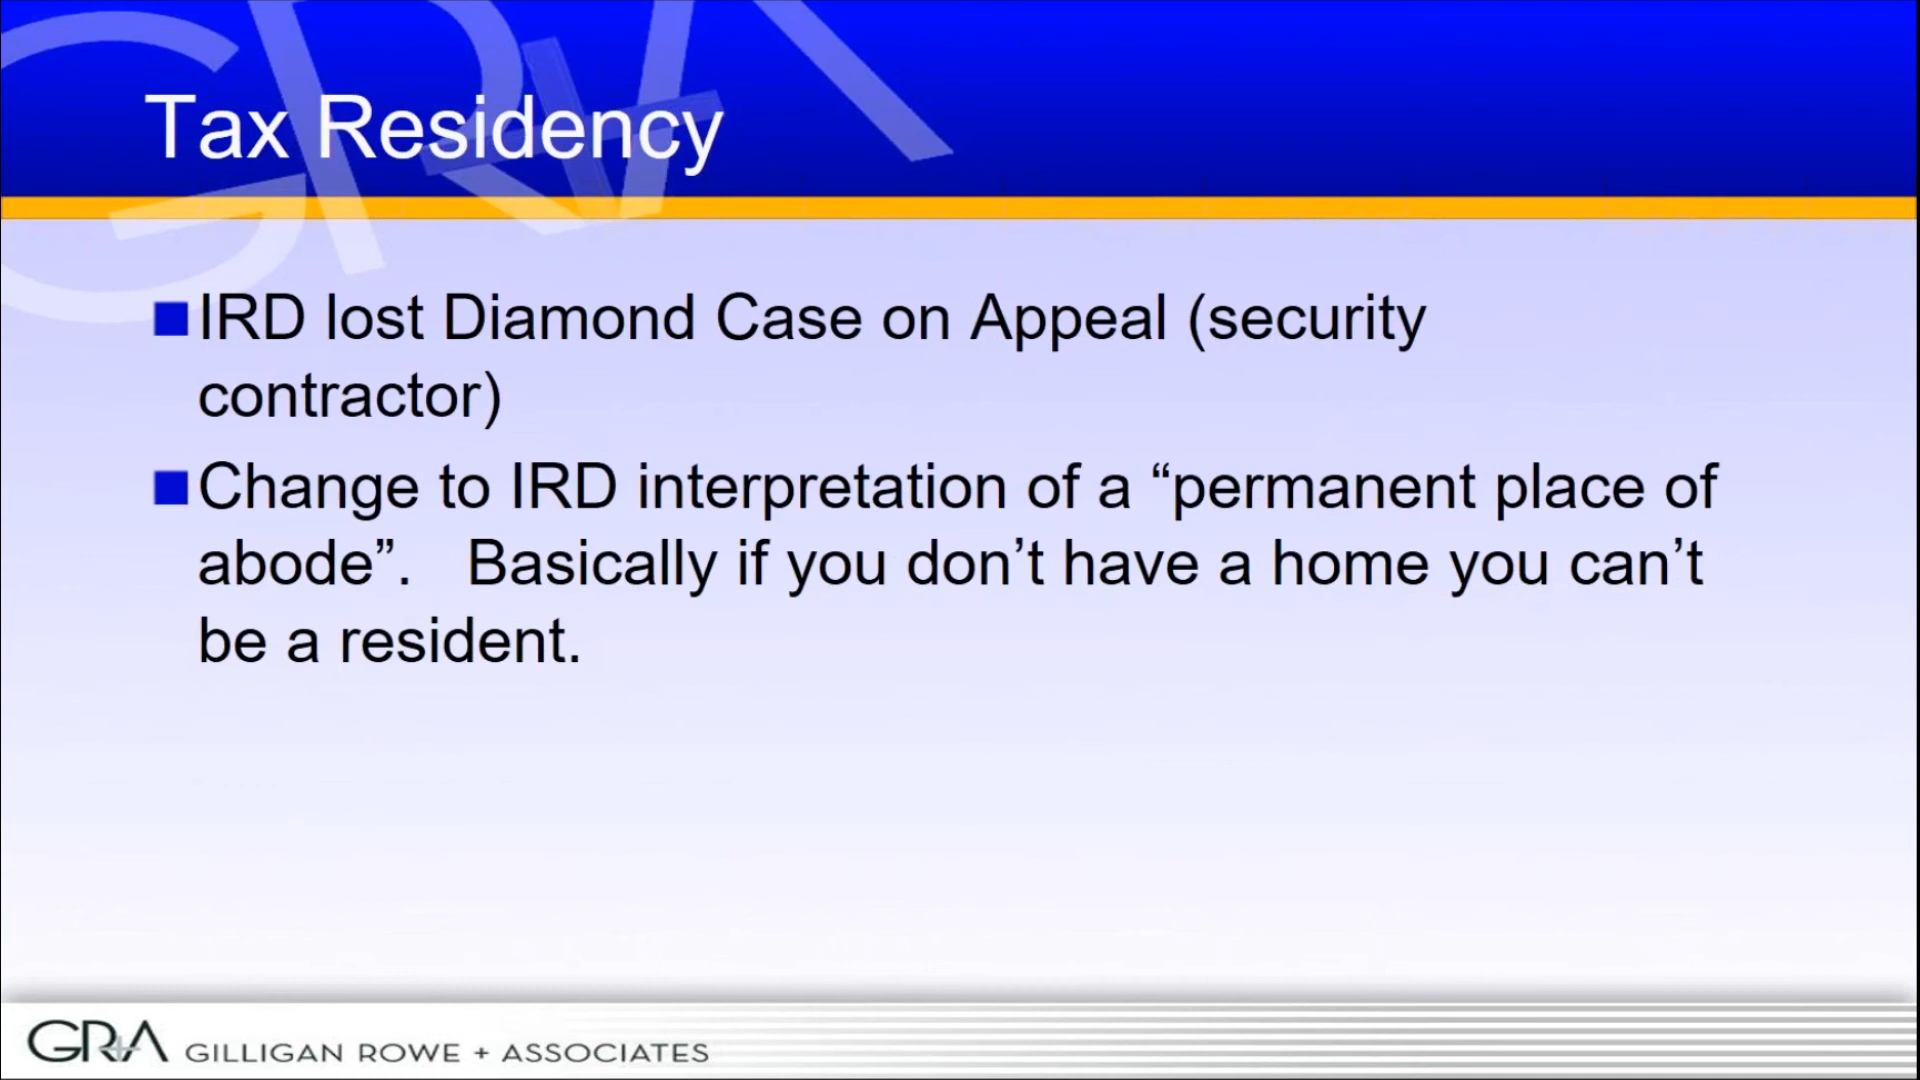 Tax Residency
IRD lost Diamond Case on Appeal (security
contractor)
Change to IRD interpretation of a “permanent place of
abode”.   Basically if you don’t have a home you can’t
be a resident.
GR+A GILLIGAN ROWE + ASSOCIATES